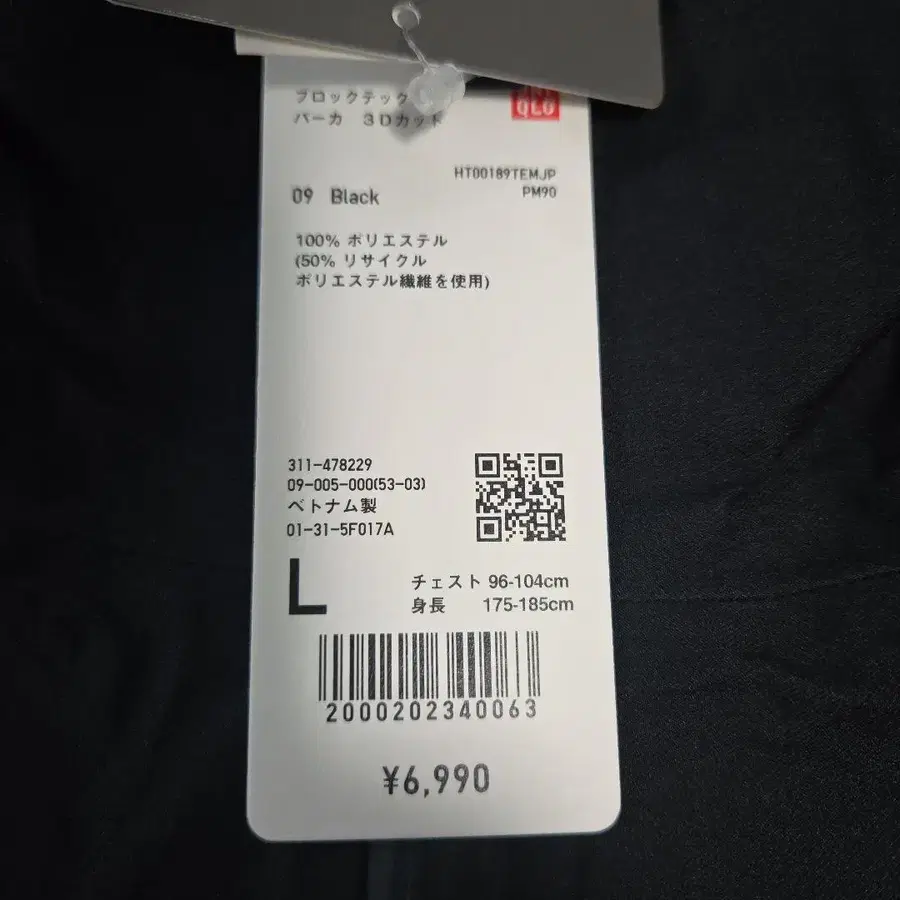 ブロックテック
パーカ 3Dカット
QLO
HT00189TEMJP
PM90
09 Black
100% ポリエステル
(50% リサイクル
ポリエステル繊維を使用)
311-478229
09-005-000(53-03)
ベトナム製
01-31-5F017A
L
チェスト 96-104cm
身長 175-185cm
2000202340063
¥6,990